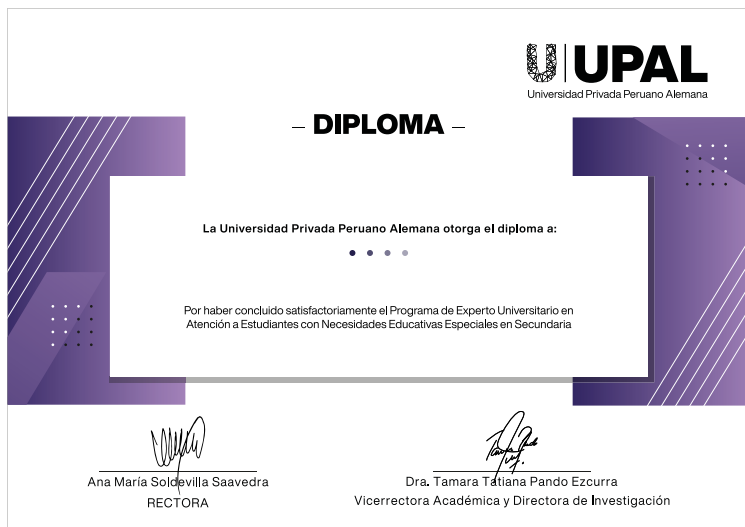 UPAL
Universidad Privada Peruano Alemana
– DIPLOMA –
La Universidad Privada Peruano Alemana otorga el diploma a:
Por haber concluido satisfactoriamente el Programa de Experto Universitario en
Atención a Estudiantes con Necesidades Educativas Especiales en Secundaria
Ana María Soldevilla Saavedra
RECTORA
Dra. Tamara Tatiana Pando Ezcurra
Vicerrectora Académica y Directora de Investigación